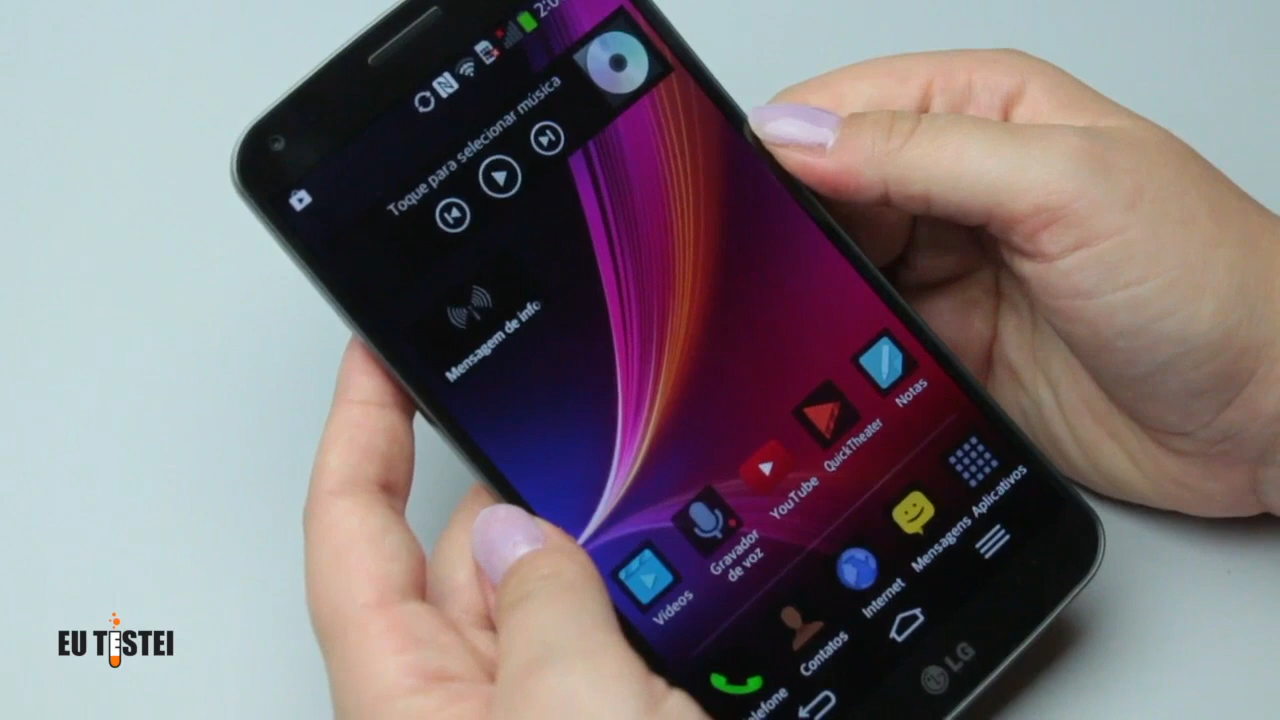 Toque para selecionar música
Mensagem de info
Notas
QuickTheater
YouTube
Gravador
de voz
Vídeos
Aplicativos
Mensagens
Internet
Contatos
elefone
LG
EU TESTEI